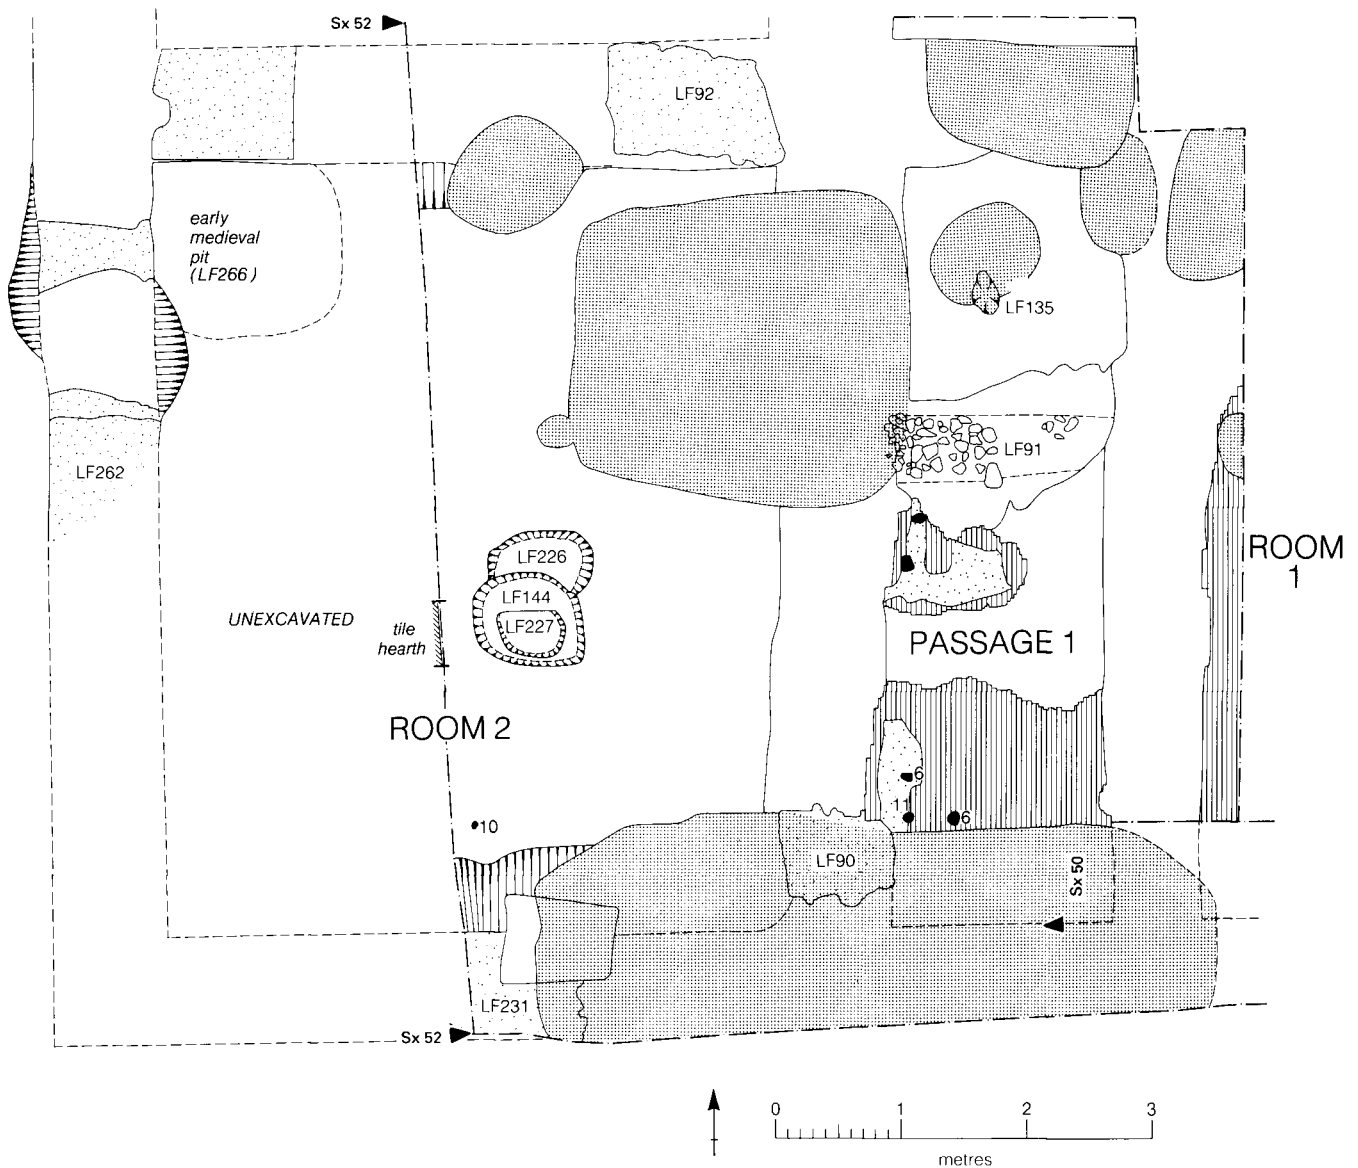 Sx 52
LF92
early
medieval
pit
(LF266)
LF135
LF91
LF262
ROOM
1
LF226
LF144
LF227
UNEXCAVATED
tile
hearth
PASSAGE 1
ROOM 2
6
11
6
10
LF90
Sx 50
LF231
Sx 52
0 1 2 3
metres